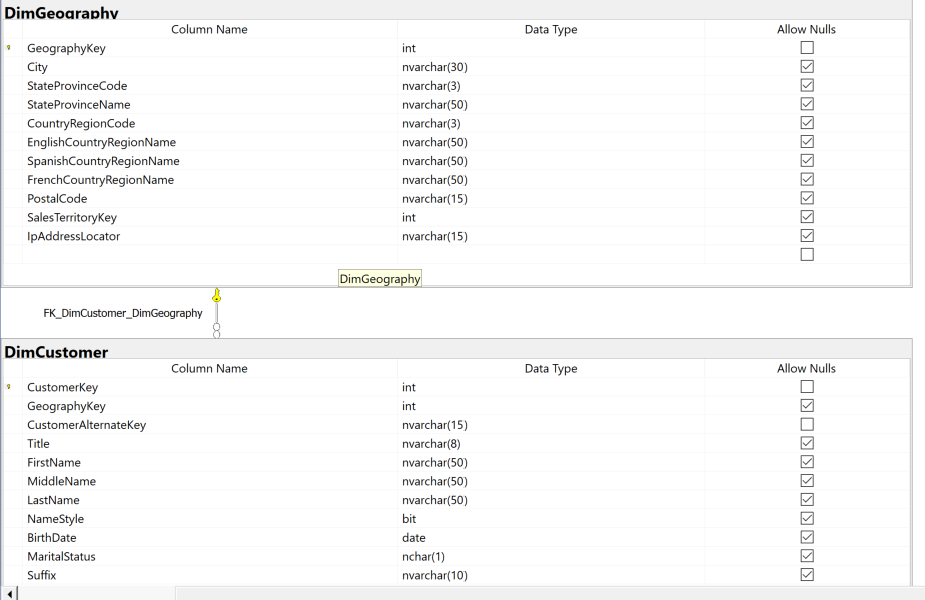 DimGeography
Column Name Data Type Allow Nulls
GeographyKey int
City nvarchar(30)
StateProvinceCode nvarchar(3)
StateProvinceName nvarchar(50)
CountryRegionCode nvarchar(3)
EnglishCountryRegionName nvarchar(50)
SpanishCountryRegionName nvarchar(50)
FrenchCountryRegionName nvarchar(50)
PostalCode nvarchar(15)
SalesTerritoryKey int
IpAddressLocator nvarchar(15)
DimGeography
FK_DimCustomer_DimGeography
DimCustomer
Column Name Data Type Allow Nulls
CustomerKey int
GeographyKey int
CustomerAlternateKey nvarchar(15)
Title nvarchar(8)
FirstName nvarchar(50)
MiddleName nvarchar(50)
LastName nvarchar(50)
NameStyle bit
BirthDate date
MaritalStatus nchar(1)
Suffix nvarchar(10)